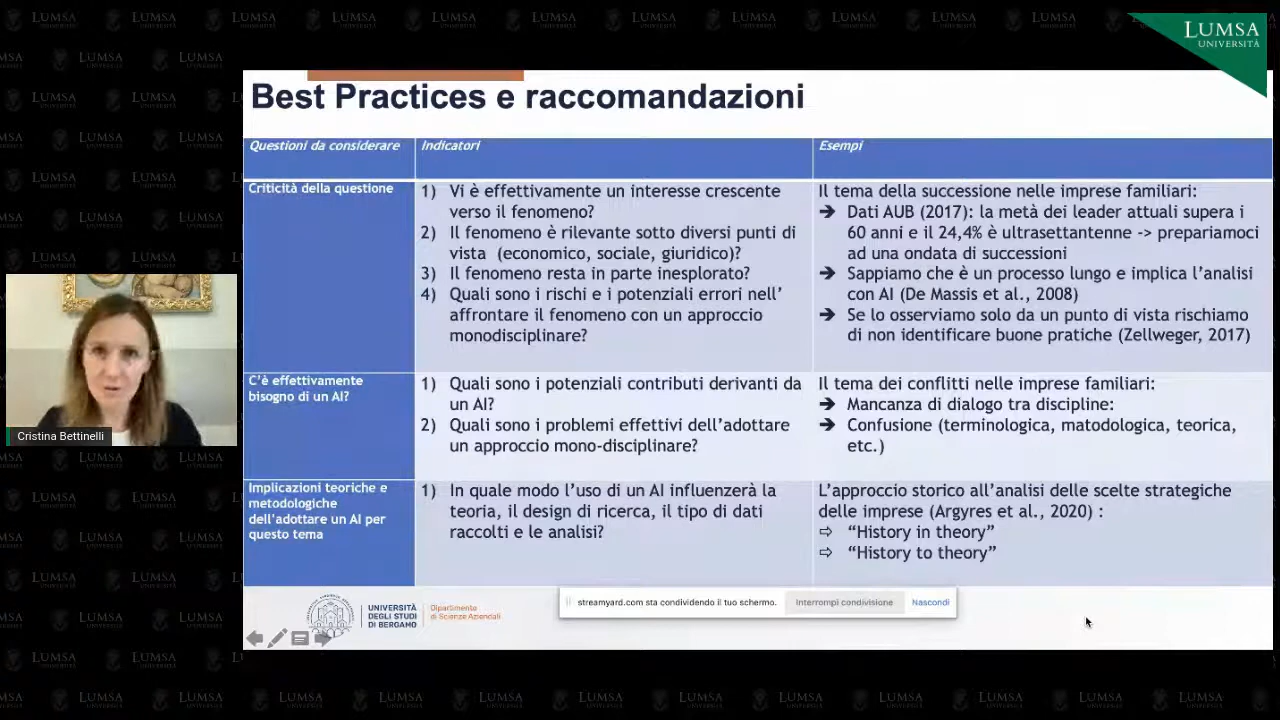 LUMSA
UNIVERSITÀ
Best Practices e raccomandazioni
Questioni da considerare
Indicatori
Esempi
Criticità della questione
1) Vi è effettivamente un interesse crescente
verso il fenomeno?
2) Il fenomeno è rilevante sotto diversi punti di
vista (economico, sociale, giuridico)?
3) Il fenomeno resta in parte inesplorato?
4) Quali sono i rischi e i potenziali errori nell’
affrontare il fenomeno con un approccio
monodisciplinare?
Il tema della successione nelle imprese familiari:
➔ Dati AUB (2017): la metà dei leader attuali supera i
60 anni e il 24,4% è ultrasettantenne -> prepariamoci
ad una ondata di successioni
➔ Sappiamo che è un processo lungo e implica l’analisi
con AI (De Massis et al., 2008)
➔ Se lo osserviamo solo da un punto di vista rischiamo
di non identificare buone pratiche (Zellweger, 2017)
C’è effettivamente
bisogno di un AI?
1) Quali sono i potenziali contributi derivanti da
un AI?
2) Quali sono i problemi effettivi dell’adottare
un approccio mono-disciplinare?
Il tema dei conflitti nelle imprese familiari:
➔ Mancanza di dialogo tra discipline:
➔ Confusione (terminologica, matodologica, teorica,
etc.)
Implicazioni teoriche e
metodologiche
dell’adottare un AI per
questo tema
1) In quale modo l’uso di un AI influenzerà la
teoria, il design di ricerca, il tipo di dati
raccolti e le analisi?
L’approccio storico all’analisi delle scelte strategiche
delle imprese (Argyres et al., 2020) :
⇨ “History in theory”
⇨ “History to theory”
Cristina Bettinelli
UNIVERSITÀ
DEGLI STUDI
DI BERGAMO
Dipartimento
di Scienze Aziendali
streamyard.com sta condividendo il tuo schermo.
Interrompi condivisione
Nascondi